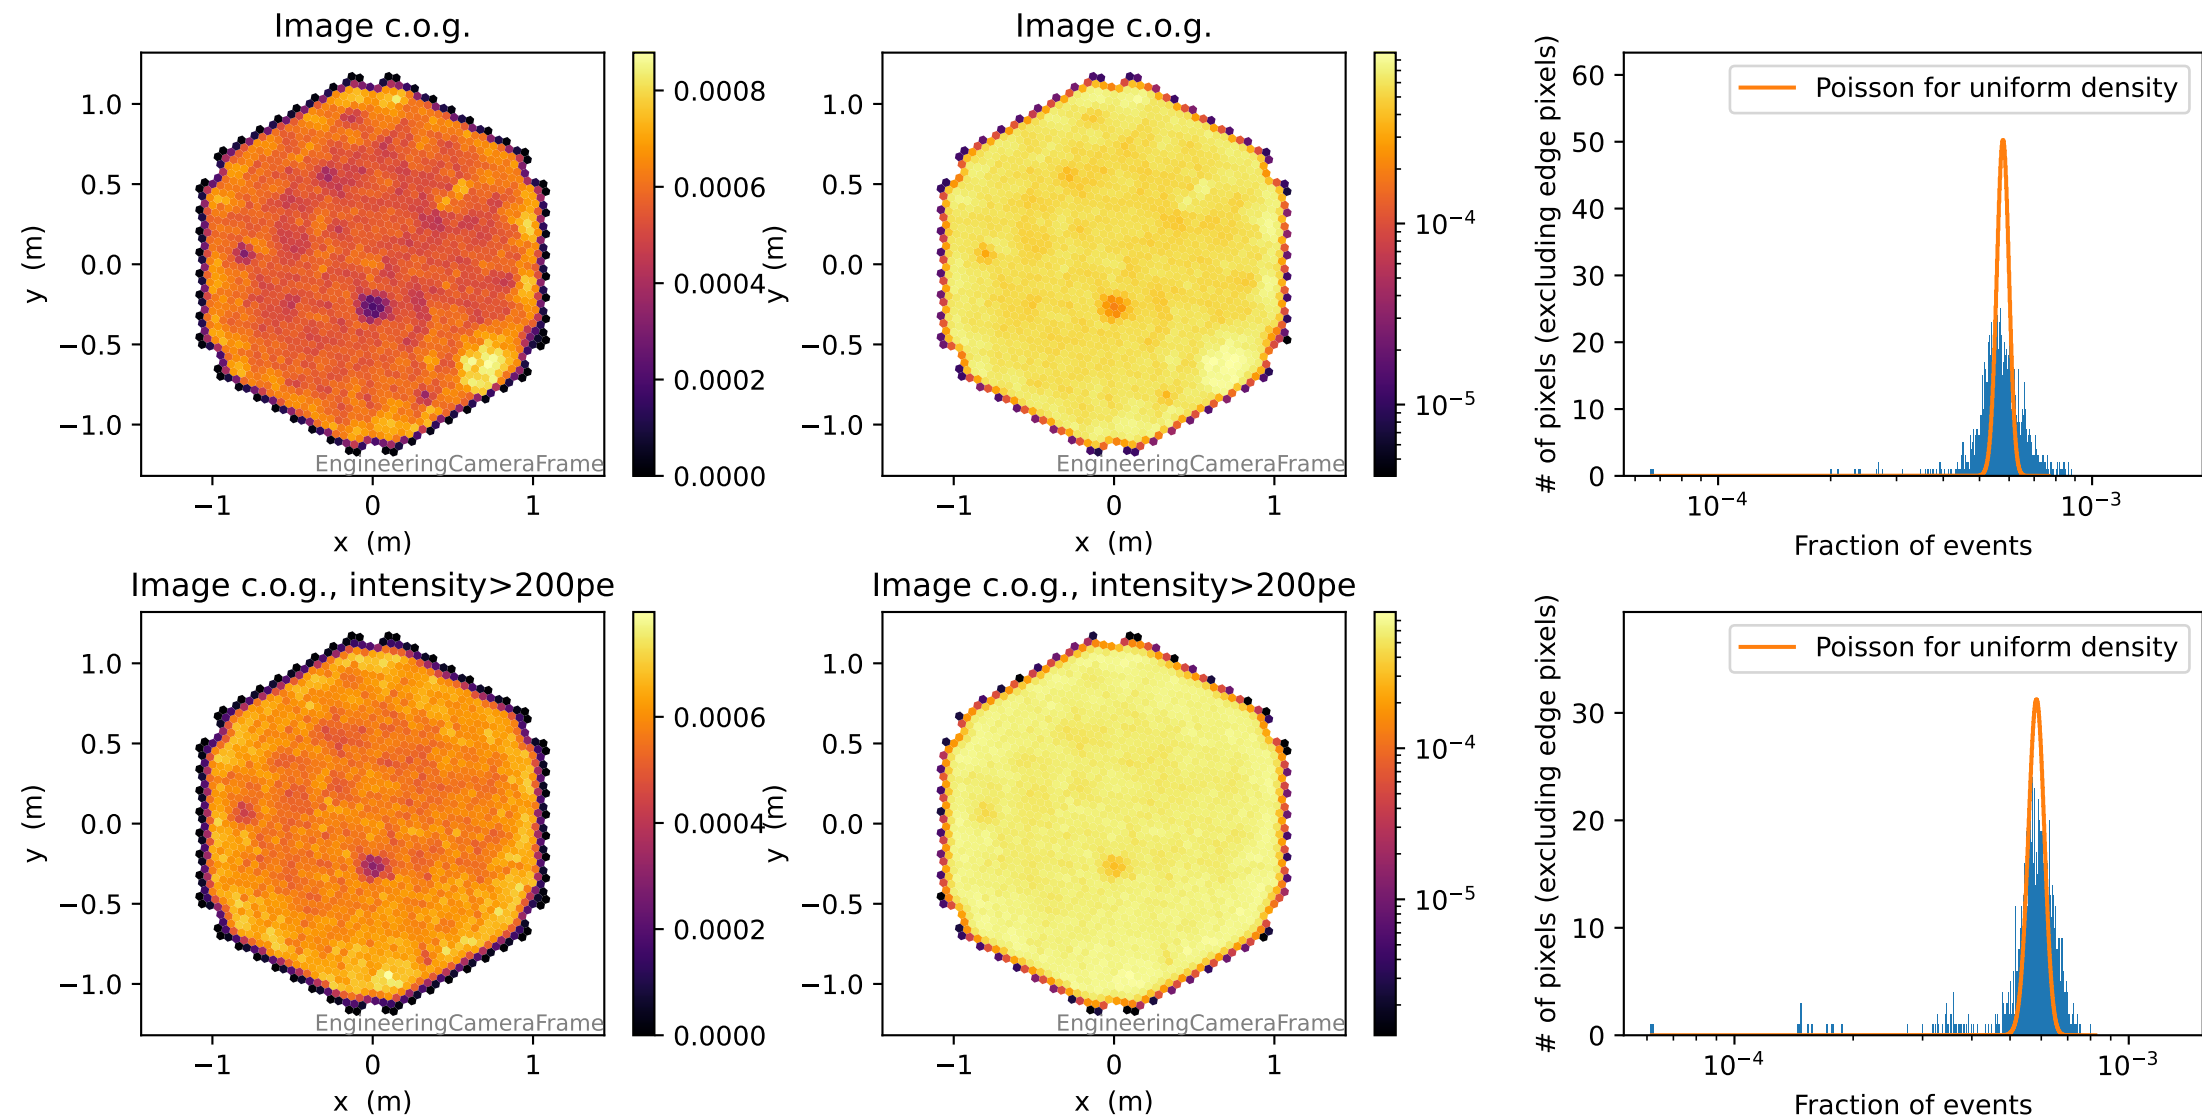 Image c.o.g.
1.0
0.5
0.0
−0.5
−1.0
y (m)
−1
0
1
x (m)
EngineeringCameraFrame
0.0008
0.0006
0.0004
0.0002
0.0000
Image c.o.g.
1.0
0.5
0.0
−0.5
−1.0
y (m)
−1
0
1
x (m)
EngineeringCameraFrame
10⁻⁴
10⁻⁵
# of pixels (excluding edge pixels)
60
50
40
30
20
10
0
Poisson for uniform density
10⁻⁴
10⁻³
Fraction of events
Image c.o.g., intensity>200pe
1.0
0.5
0.0
−0.5
−1.0
y (m)
−1
0
1
x (m)
EngineeringCameraFrame
0.0006
0.0004
0.0002
0.0000
Image c.o.g., intensity>200pe
1.0
0.5
0.0
−0.5
−1.0
y (m)
−1
0
1
x (m)
EngineeringCameraFrame
10⁻⁴
10⁻⁵
# of pixels (excluding edge pixels)
30
20
10
0
Poisson for uniform density
10⁻⁴
10⁻³
Fraction of events